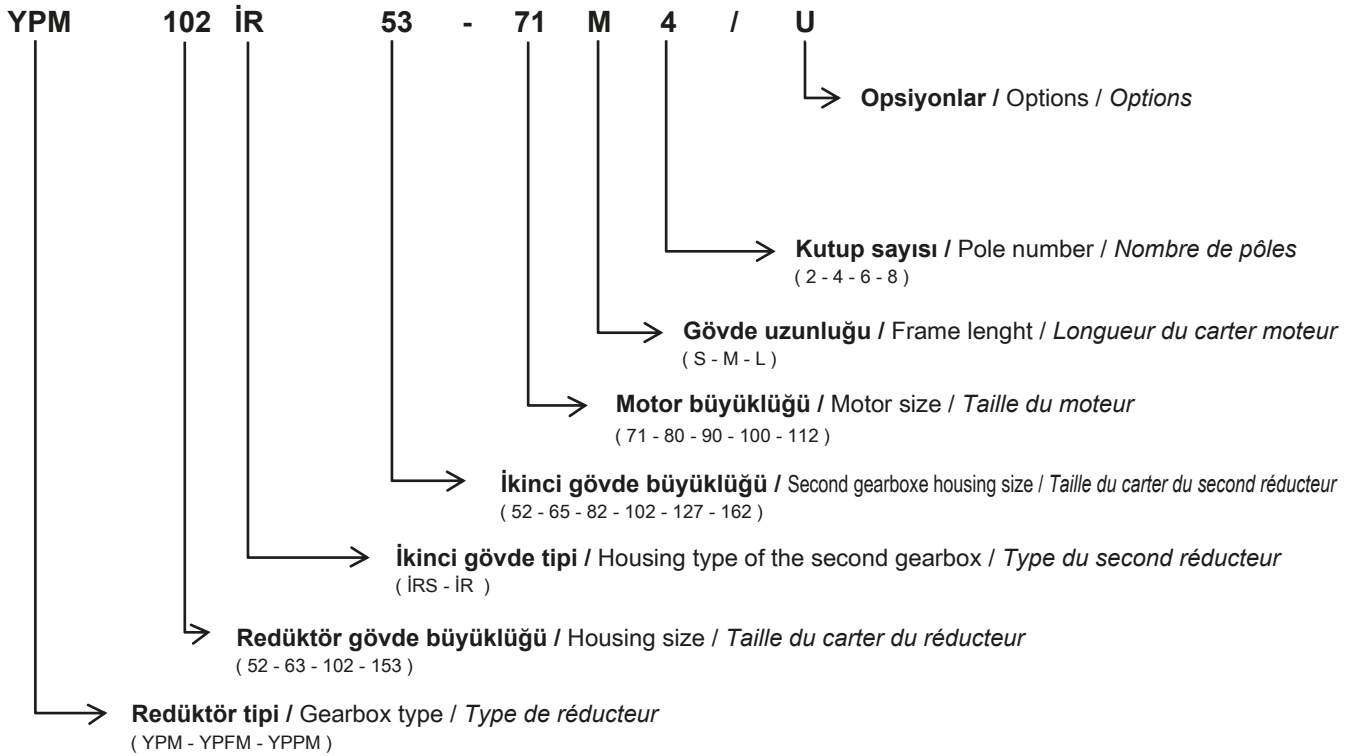 YPM 102 İR 53 - 71 M 4 / U
Opsiyonlar / Options / Options
Kutup sayısı / Pole number / Nombre de pôles
( 2 - 4 - 6 - 8 )
Gövde uzunluğu / Frame lenght / Longueur du carter moteur
( S - M - L )
Motor büyüklüğü / Motor size / Taille du moteur
( 71 - 80 - 90 - 100 - 112 )
İkinci gövde büyüklüğü / Second gearboxe housing size / Taille du carter du second réducteur
( 52 - 65 - 82 - 102 - 127 - 162 )
İkinci gövde tipi / Housing type of the second gearbox / Type du second réducteur
( İRS - İR )
Redüktör gövde büyüklüğü / Housing size / Taille du carter du réducteur
( 52 - 63 - 102 - 153 )
Redüktör tipi / Gearbox type / Type de réducteur
( YPM - YPFM - YPPM )